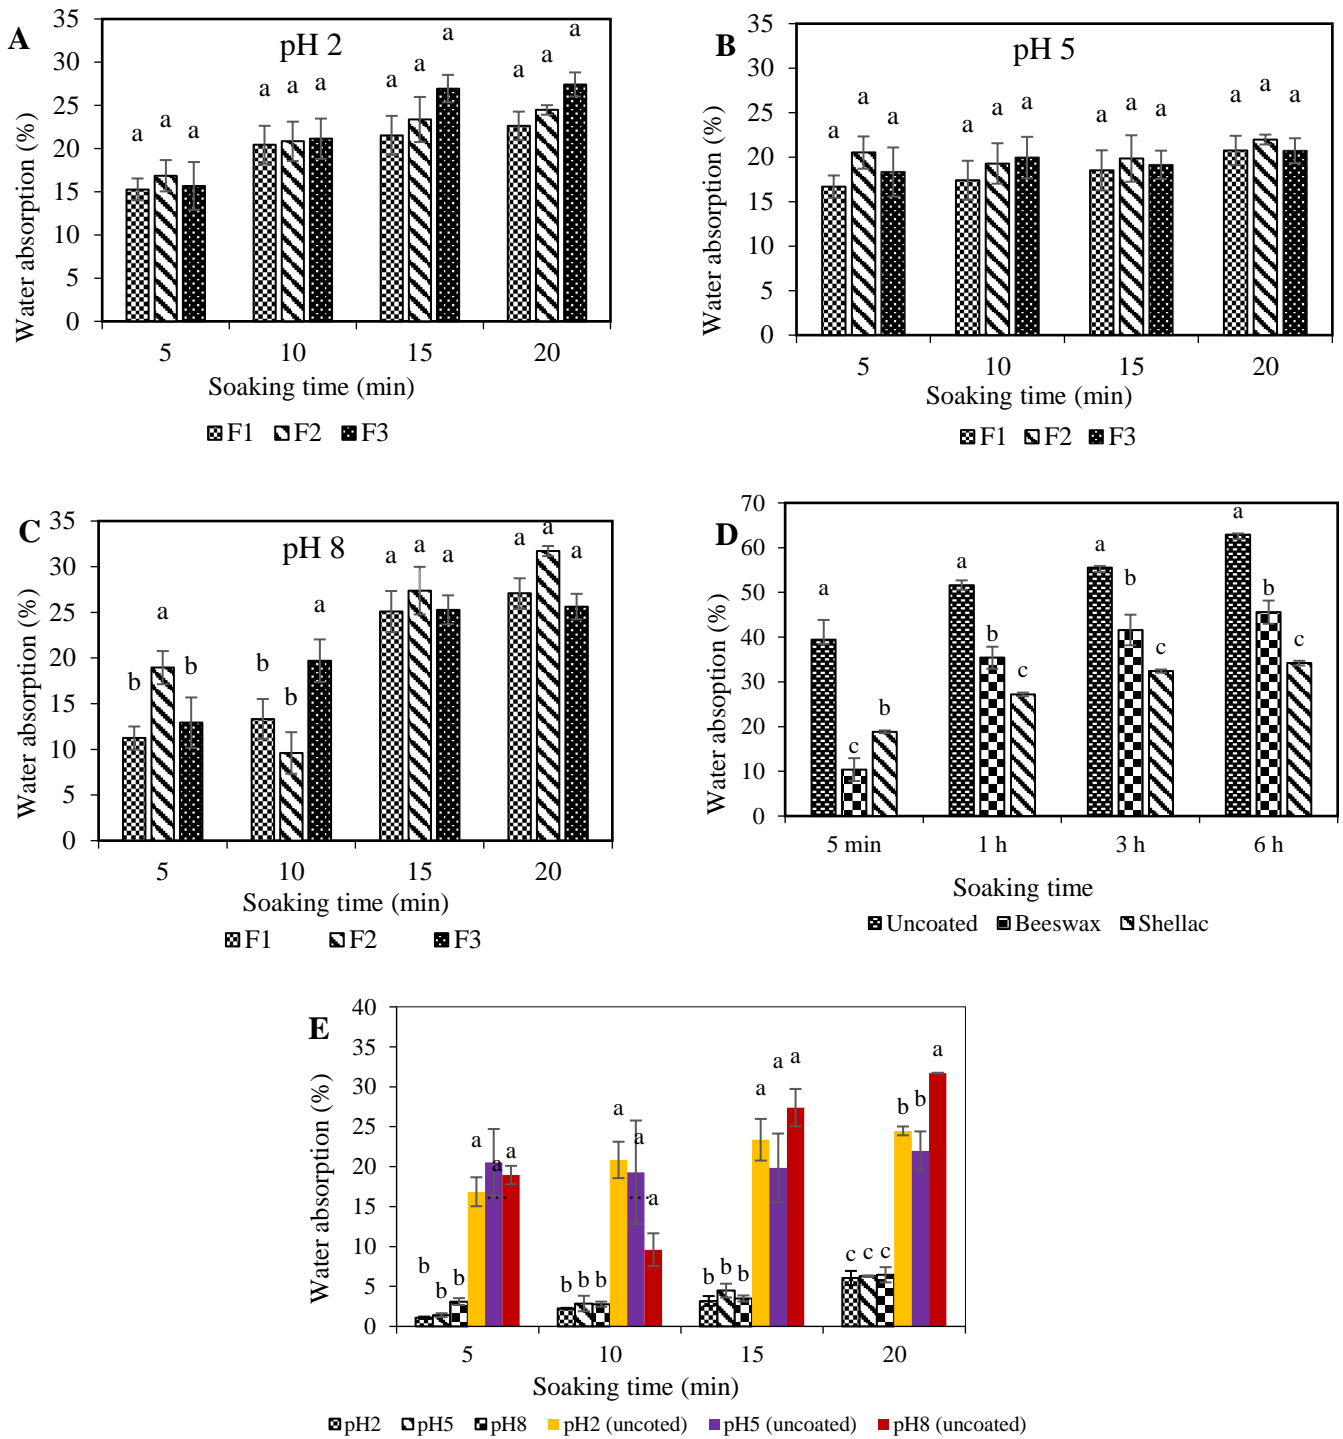 A
pH 2
Water absorption (%)
35
30
25
20
15
10
5
0
a a a
a a a
a a a
a a a
5 10 15 20
Soaking time (min)
F1 F2 F3
B
pH 5
Water absorption (%)
35
30
25
20
15
10
5
0
a a a
a a a
a a a
a a a
5 10 15 20
Soaking time (min)
F1 F2 F3
C
pH 8
Water absorption (%)
35
30
25
20
15
10
5
0
b a b
b b a
a a a
a a a
5 10 15 20
Soaking time (min)
F1 F2 F3
D
Water absoption (%)
70
60
50
40
30
20
10
0
a c b
a b c
a b c
a b c
5 min 1 h 3 h 6 h
Soaking time
Uncoated Beeswax Shellac
E
Water absorption (%)
40
35
30
25
20
15
10
5
0
b b b a a a
b b b a a a
b b b a a a
c c c b b a
5 10 15 20
Soaking time (min)
pH2 pH5 pH8 pH2 (uncoted) pH5 (uncoated) pH8 (uncoated)